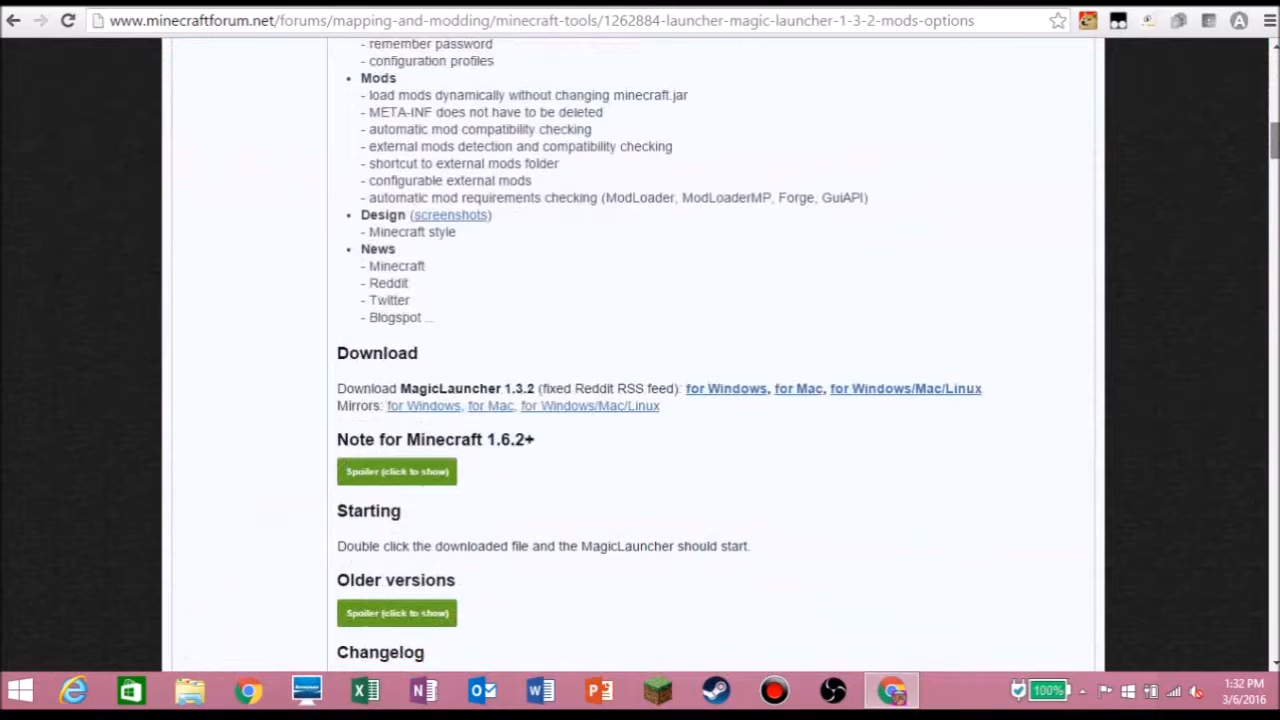 www.minecraftforum.net/forums/mapping-and-modding/minecraft-tools/1262884-launcher-magic-launcher-1-3-2-mods-options
- remember password
- configuration profiles
Mods
- load mods dynamically without changing minecraft.jar
- META-INF does not have to be deleted
- automatic mod compatibility checking
- external mods detection and compatibility checking
- shortcut to external mods folder
- configurable external mods
- automatic mod requirements checking (ModLoader, ModLoaderMP, Forge, GuiAPI)
Design (screenshots)
- Minecraft style
News
- Minecraft
- Reddit
- Twitter
- Blogspot ...
Download
Download MagicLauncher 1.3.2 (fixed Reddit RSS feed): for Windows, for Mac, for Windows/Mac/Linux
Mirrors: for Windows, for Mac, for Windows/Mac/Linux
Note for Minecraft 1.6.2+
Spoiler (click to show)
Starting
Double click the downloaded file and the MagicLauncher should start.
Older versions
Spoiler (click to show)
Changelog
100%
1:32 PM
3/6/2016